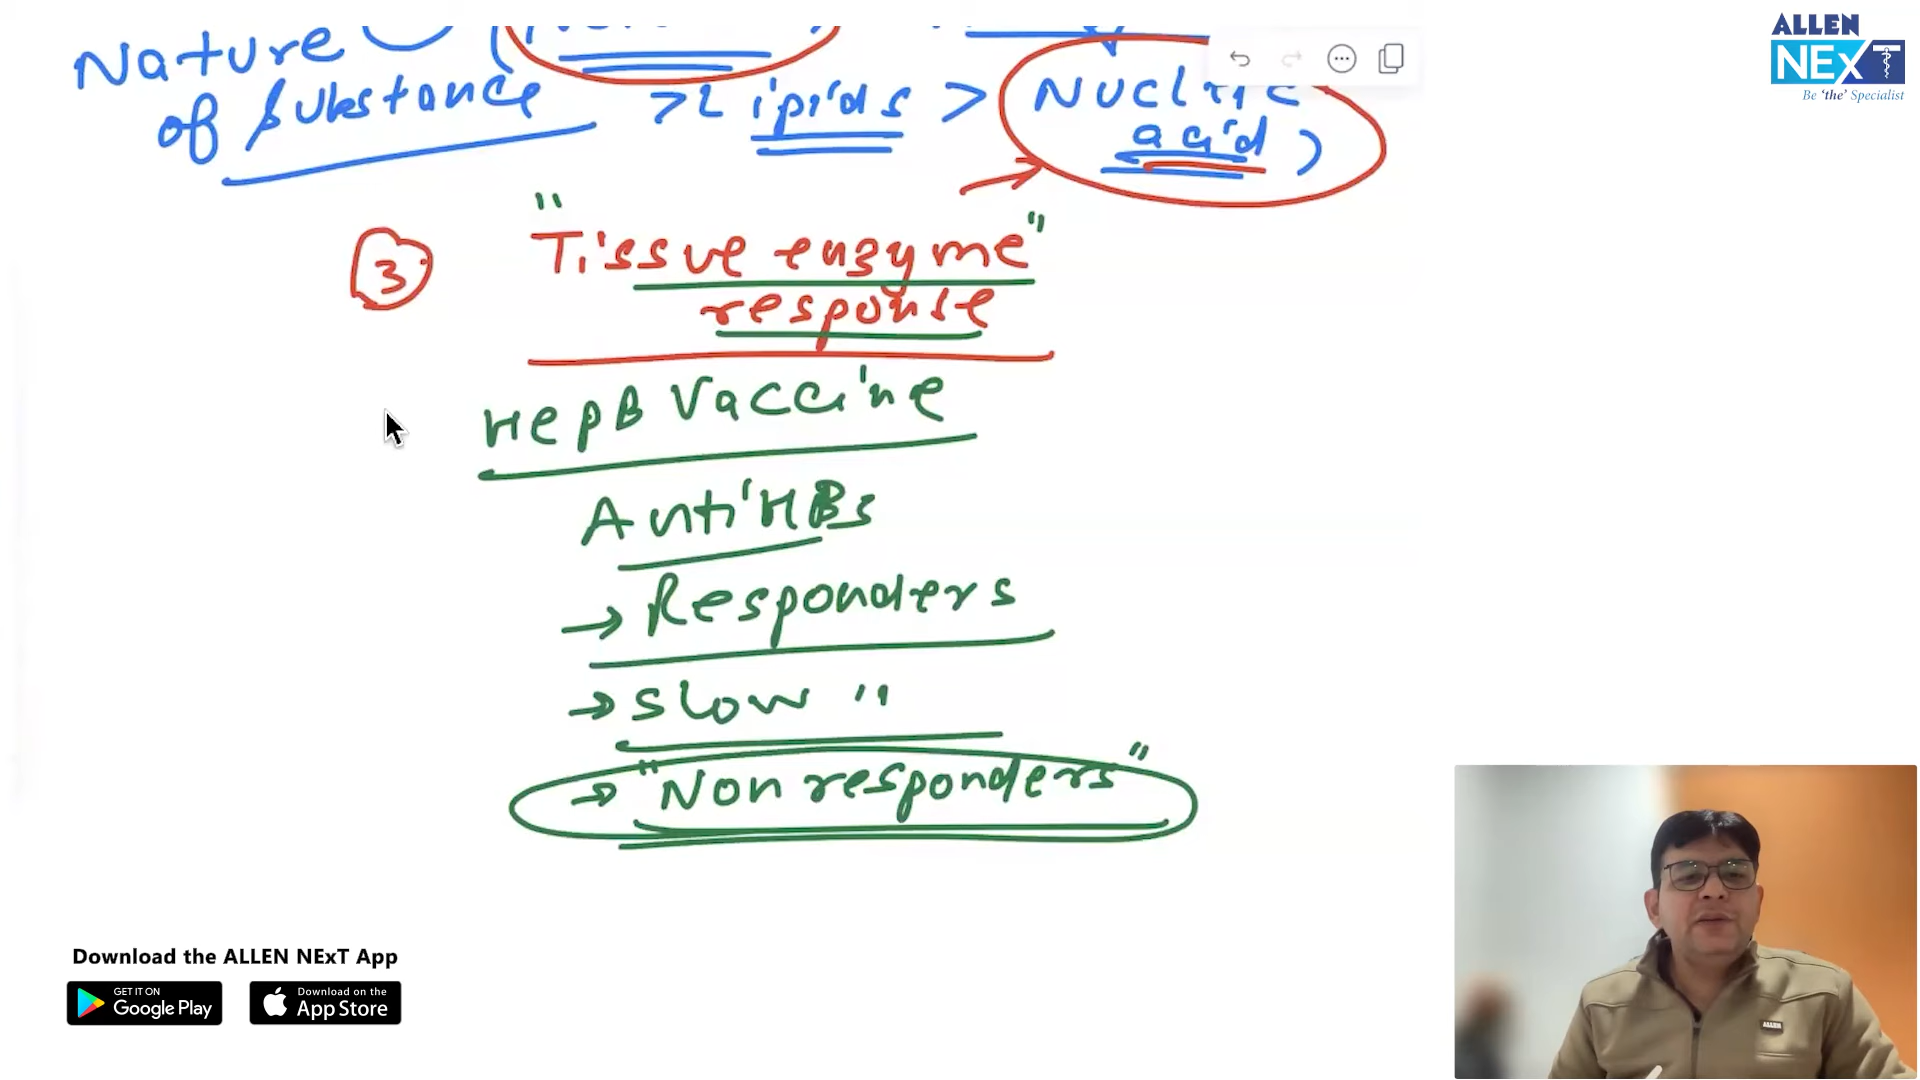 Nature
of Substance
> Lipids > Nucleic
acid)
3
"Tissue enzyme"
response
HepB Vaccine
Anti HBs
→ Responders
→ Slow "
→ "Non responders"
ALLEN
NExT
Be 'the' Specialist
Download the ALLEN NExT App
GET IT ON
Google Play
Download on the
App Store
ALLEN